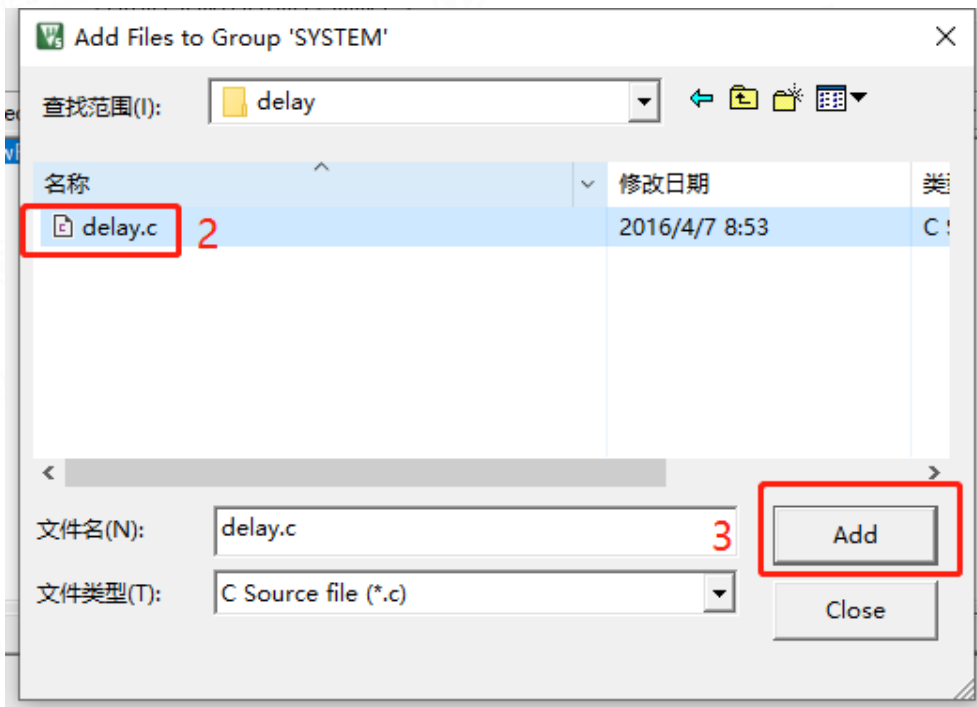 Add Files to Group 'SYSTEM'
查找范围(I):
delay
名称
修改日期
delay.c
2
2016/4/7 8:53
C
文件名(N):
delay.c
3
Add
文件类型(T):
C Source file (*.c)
Close